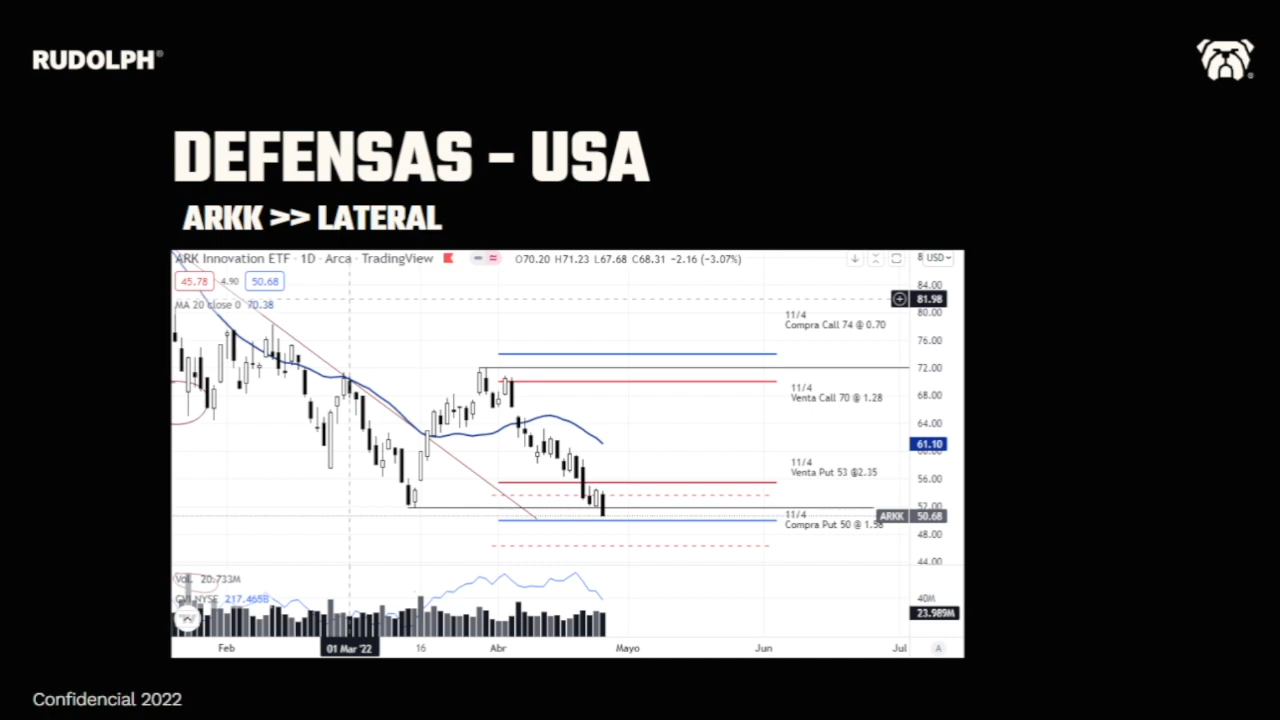 RUDOLPH®
DEFENSAS - USA
ARKK >> LATERAL
ARK Innovation ETF · 1D · Arca · TradingView O70.20 H71.23 L67.68 C68.31 −2.16 (−3.07%)
8 USD
45.78 4.90 50.68
MA 20 close 0 70.38
84.00
81.98
80.00
76.00
72.00
68.00
64.00
61.10
60.00
56.00
52.00
ARKK 50.68
48.00
44.00
11/4
Compra Call 74 @ 0.70
11/4
Venta Call 70 @ 1.28
11/4
Venta Put 53 @2.35
11/4
Compra Put 50 @ 1.58
Vol. 20.733M
CVI NYSE 217.465B
40M
23.989M
Feb 01 Mar '22 16 Abr Mayo Jun Jul A
Confidencial 2022